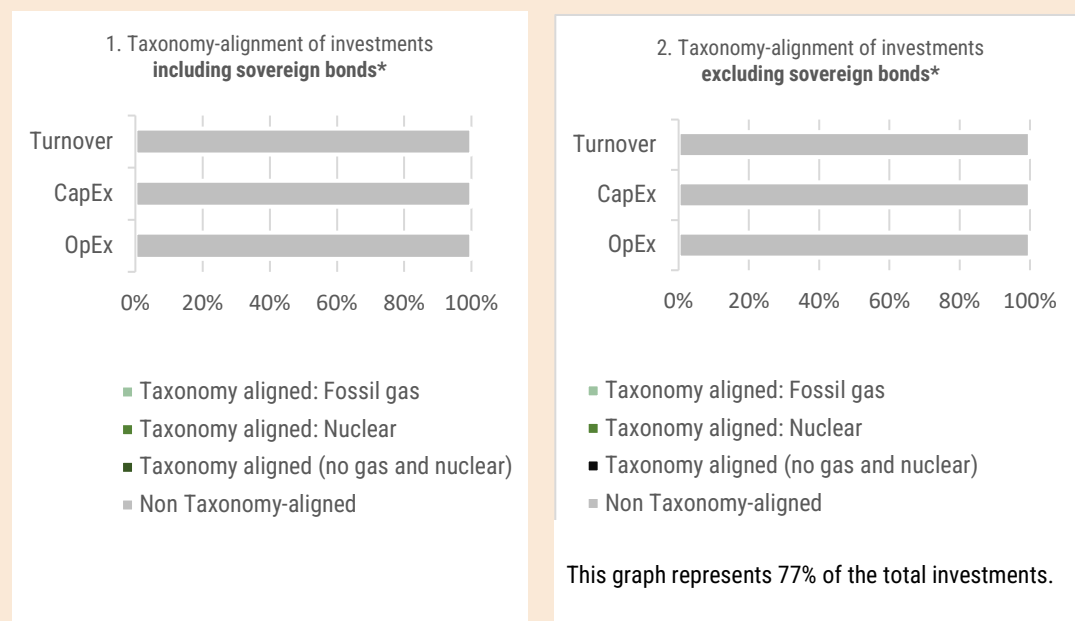 1. Taxonomy-alignment of investments
including sovereign bonds*
Turnover
CapEx
OpEx
0% 20% 40% 60% 80% 100%
Taxonomy aligned: Fossil gas
Taxonomy aligned: Nuclear
Taxonomy aligned (no gas and nuclear)
Non Taxonomy-aligned
2. Taxonomy-alignment of investments
excluding sovereign bonds*
Turnover
CapEx
OpEx
0% 20% 40% 60% 80% 100%
Taxonomy aligned: Fossil gas
Taxonomy aligned: Nuclear
Taxonomy aligned (no gas and nuclear)
Non Taxonomy-aligned
This graph represents 77% of the total investments.